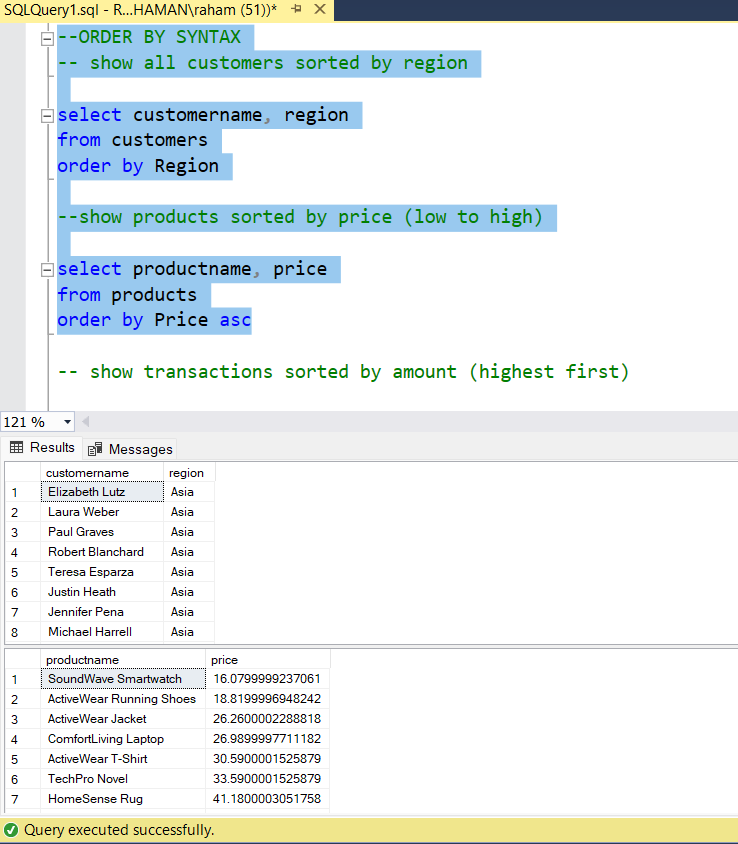 SQLQuery1.sql - R...HAMAN\raham (51))*
--ORDER BY SYNTAX
-- show all customers sorted by region
select customername, region
from customers
order by Region
--show products sorted by price (low to high)
select productname, price
from products
order by Price asc
-- show transactions sorted by amount (highest first)
121 %
Results Messages
customername region
1 Elizabeth Lutz Asia
2 Laura Weber Asia
3 Paul Graves Asia
4 Robert Blanchard Asia
5 Teresa Esparza Asia
6 Justin Heath Asia
7 Jennifer Pena Asia
8 Michael Harrell Asia
productname price
1 SoundWave Smartwatch 16.0799999237061
2 ActiveWear Running Shoes 18.8199996948242
3 ActiveWear Jacket 26.2600002288818
4 ComfortLiving Laptop 26.9899997711182
5 ActiveWear T-Shirt 30.5900001525879
6 TechPro Novel 33.5900001525879
7 HomeSense Rug 41.1800003051758
Query executed successfully.